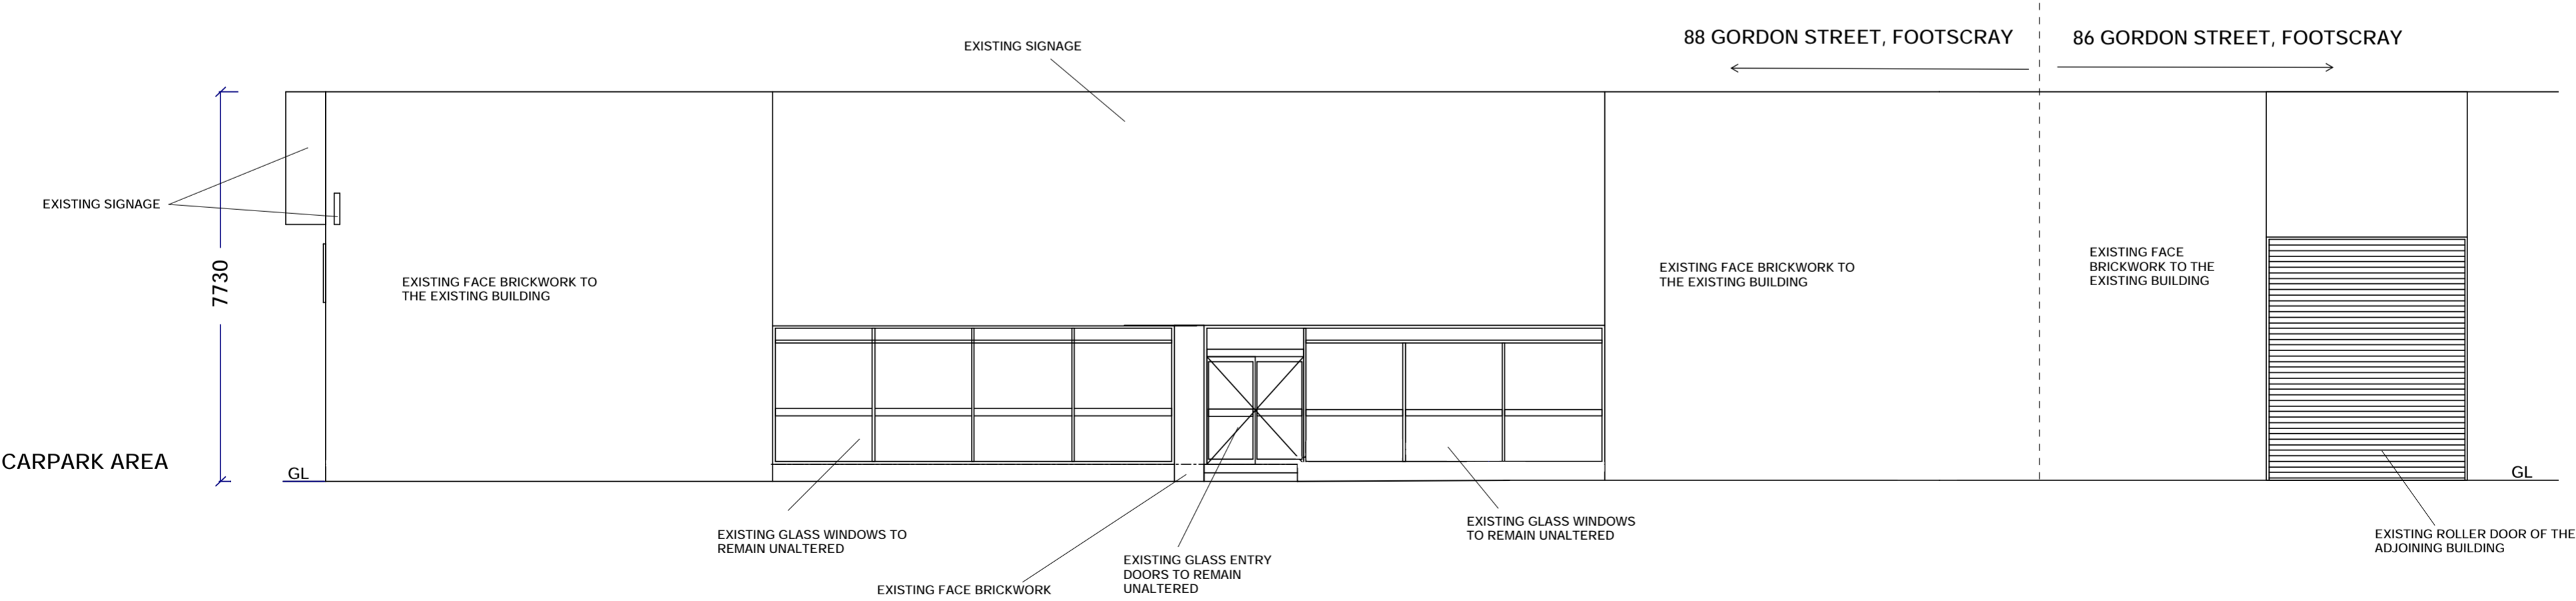 88 GORDON STREET, FOOTSCRAY
86 GORDON STREET, FOOTSCRAY
EXISTING SIGNAGE
EXISTING SIGNAGE
7730
EXISTING FACE BRICKWORK TO
THE EXISTING BUILDING
EXISTING FACE BRICKWORK TO
THE EXISTING BUILDING
EXISTING FACE
BRICKWORK TO THE
EXISTING BUILDING
CARPARK AREA
GL
GL
EXISTING GLASS WINDOWS TO
REMAIN UNALTERED
EXISTING FACE BRICKWORK
EXISTING GLASS ENTRY
DOORS TO REMAIN
UNALTERED
EXISTING GLASS WINDOWS
TO REMAIN UNALTERED
EXISTING ROLLER DOOR OF THE
ADJOINING BUILDING